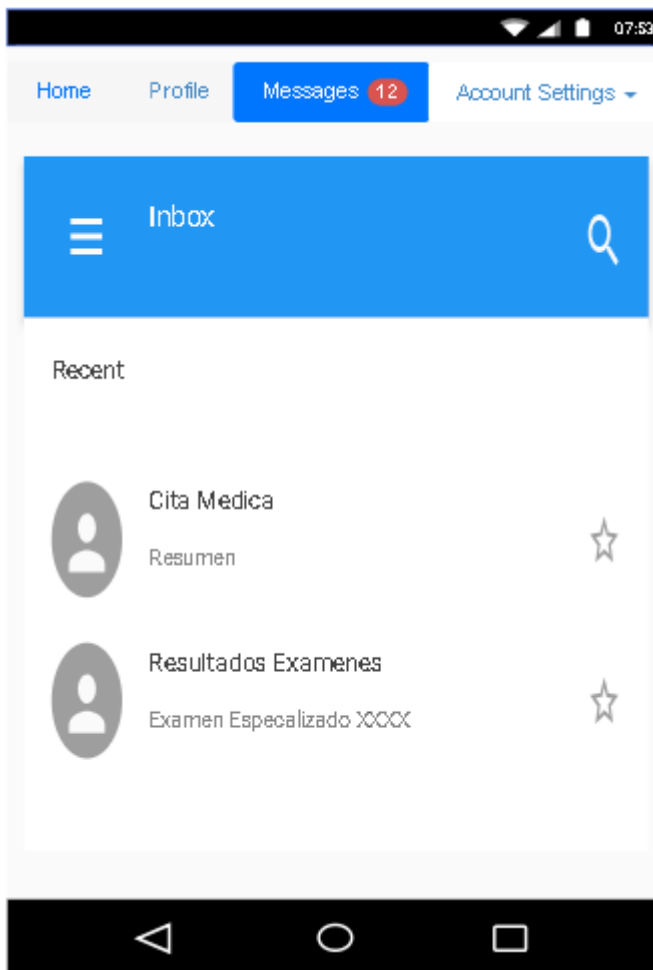 07:53
Home Profile Messages 12 Account Settings
Inbox
Recent
Cita Medica
Resumen
Resultados Examenes
Examen Especalizado XXXX